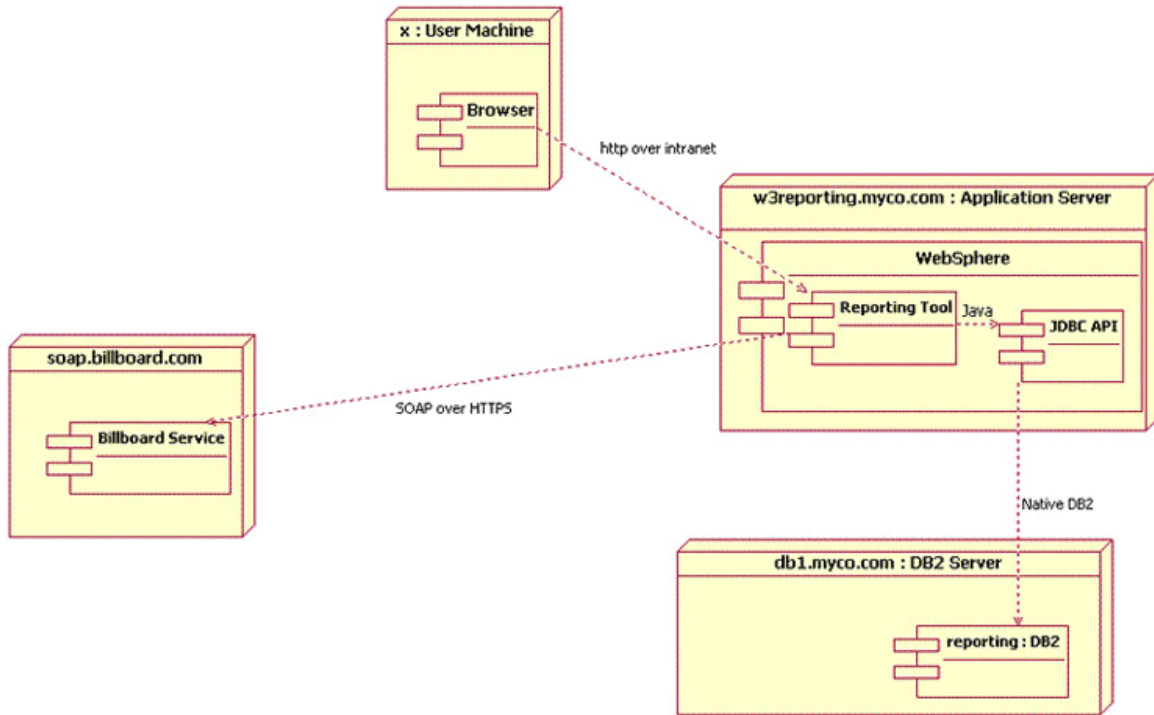 x : User Machine
Browser
http over intranet
w3reporting.myco.com : Application Server
WebSphere
Reporting Tool
Java
JDBC API
soap.billboard.com
SOAP over HTTPS
Billboard Service
Native DB2
db1.myco.com : DB2 Server
reporting : DB2